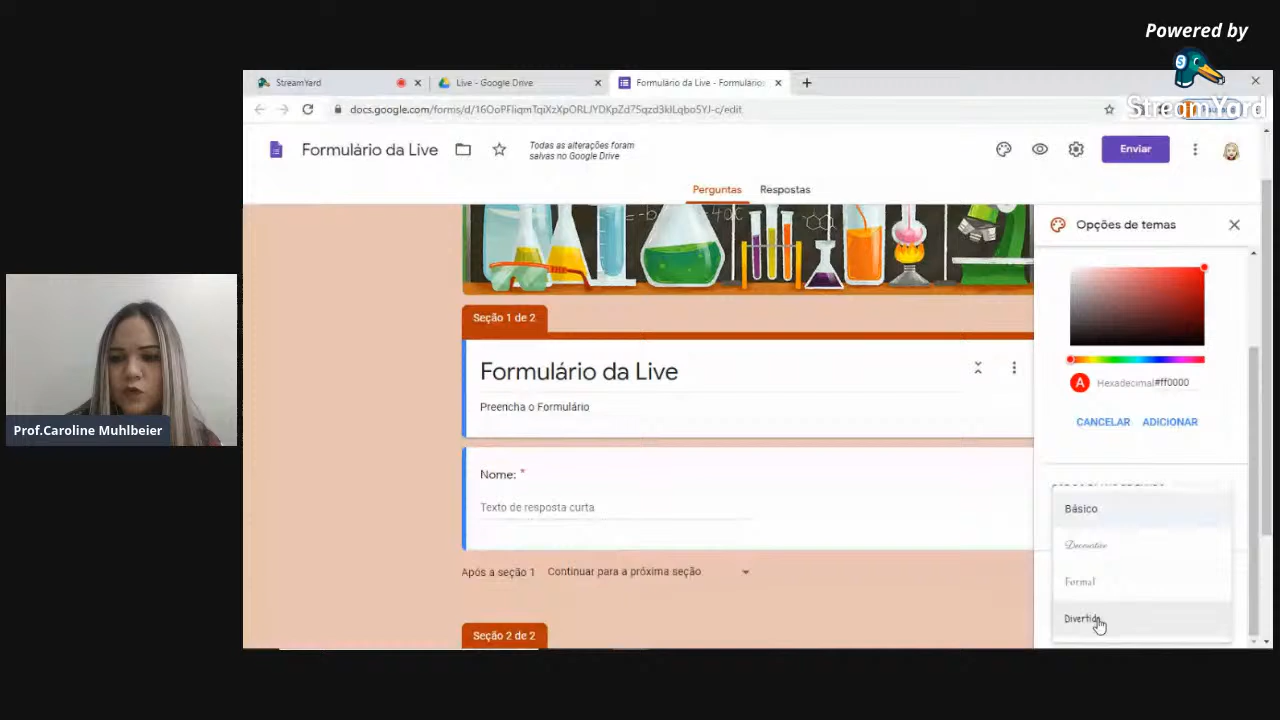 Powered by
StreamYard
StreamYard
Live - Google Drive
Formulário da Live - Formulário:
docs.google.com/forms/d/16OoPFliqmTqiXzXpORLJYDKpZd75qzd3klLqbo5YJ-c/edit
Formulário da Live
Todas as alterações foram
salvas no Google Drive
Enviar
Perguntas
Respostas
Opções de temas
Seção 1 de 2
Formulário da Live
Preencha o Formulário
Hexadecimal #ff0000
CANCELAR
ADICIONAR
Nome: *
Texto de resposta curta
Após a seção 1
Continuar para a próxima seção
Seção 2 de 2
Básico
Decorative
Formal
Divertido
Prof.Caroline Muhlbeier